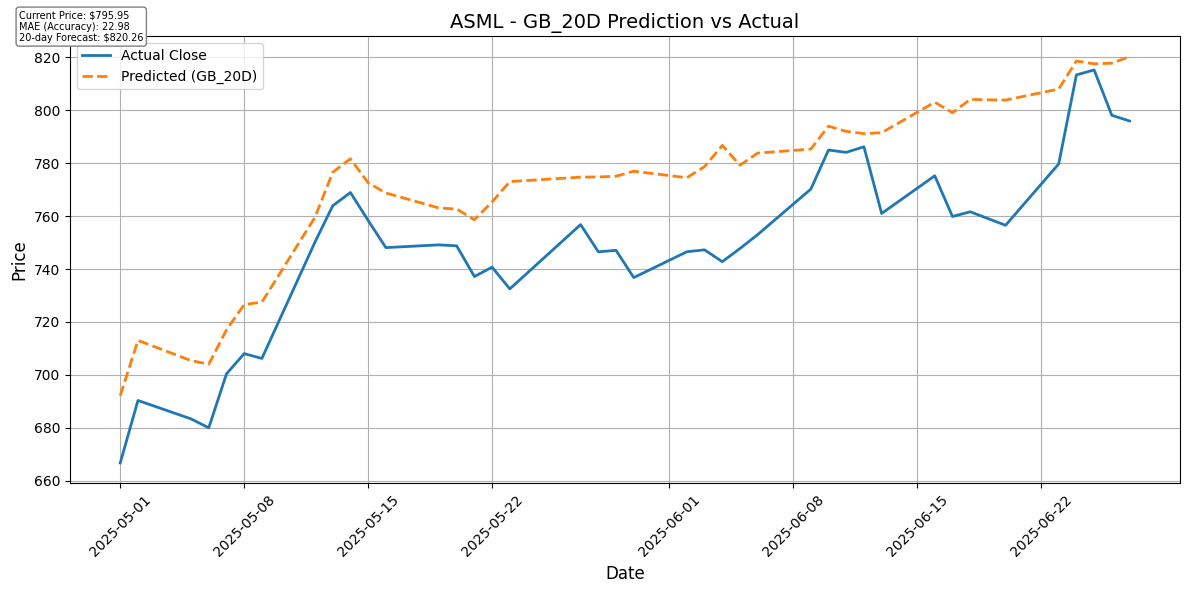 ASML - GB_20D Prediction vs Actual
Current Price: $795.95
MAE (Accuracy): 22.98
20-day Forecast: $820.26
Actual Close
Predicted (GB_20D)
Price
820
800
780
760
740
720
700
680
660
2025-05-01
2025-05-08
2025-05-15
2025-05-22
2025-06-01
2025-06-08
2025-06-15
2025-06-22
Date